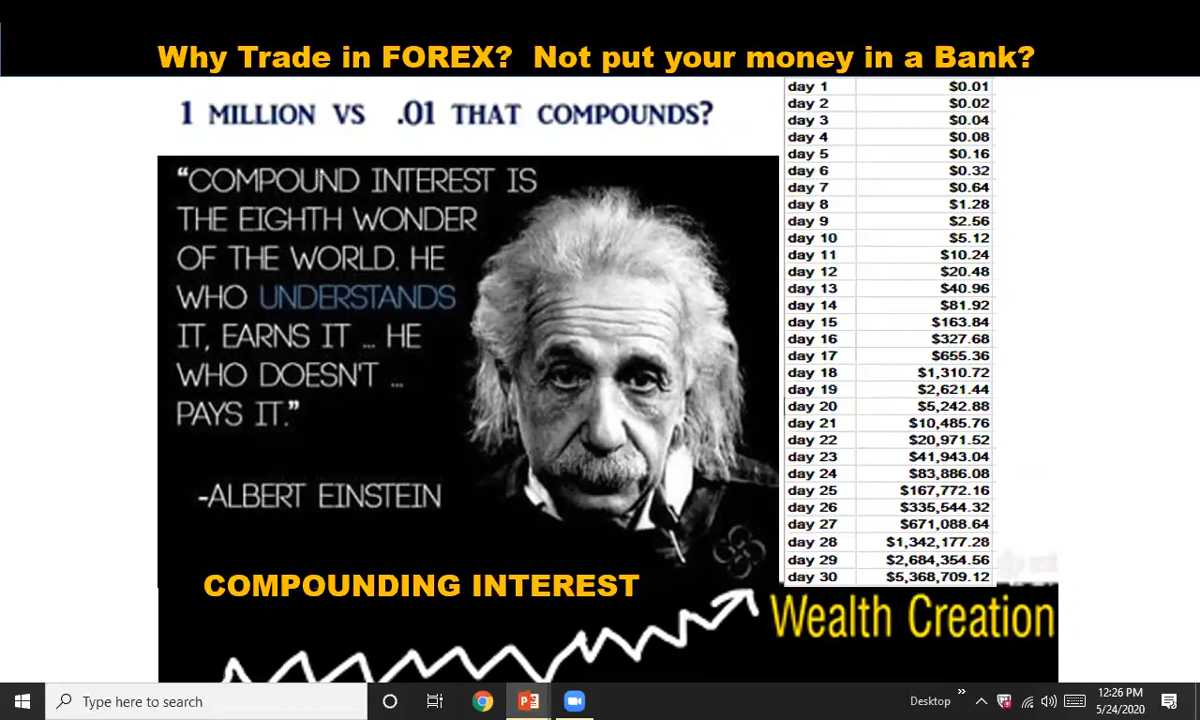 Why Trade in FOREX? Not put your money in a Bank?
1 MILLION VS .01 THAT COMPOUNDS?
“COMPOUND INTEREST IS
THE EIGHTH WONDER
OF THE WORLD. HE
WHO UNDERSTANDS
IT, EARNS IT ... HE
WHO DOESN'T ...
PAYS IT.”
-ALBERT EINSTEIN
COMPOUNDING INTEREST
day 1 $0.01
day 2 $0.02
day 3 $0.04
day 4 $0.08
day 5 $0.16
day 6 $0.32
day 7 $0.64
day 8 $1.28
day 9 $2.56
day 10 $5.12
day 11 $10.24
day 12 $20.48
day 13 $40.96
day 14 $81.92
day 15 $163.84
day 16 $327.68
day 17 $655.36
day 18 $1,310.72
day 19 $2,621.44
day 20 $5,242.88
day 21 $10,485.76
day 22 $20,971.52
day 23 $41,943.04
day 24 $83,886.08
day 25 $167,772.16
day 26 $335,544.32
day 27 $671,088.64
day 28 $1,342,177.28
day 29 $2,684,354.56
day 30 $5,368,709.12
Wealth Creation
Type here to search
Desktop
12:26 PM
5/24/2020